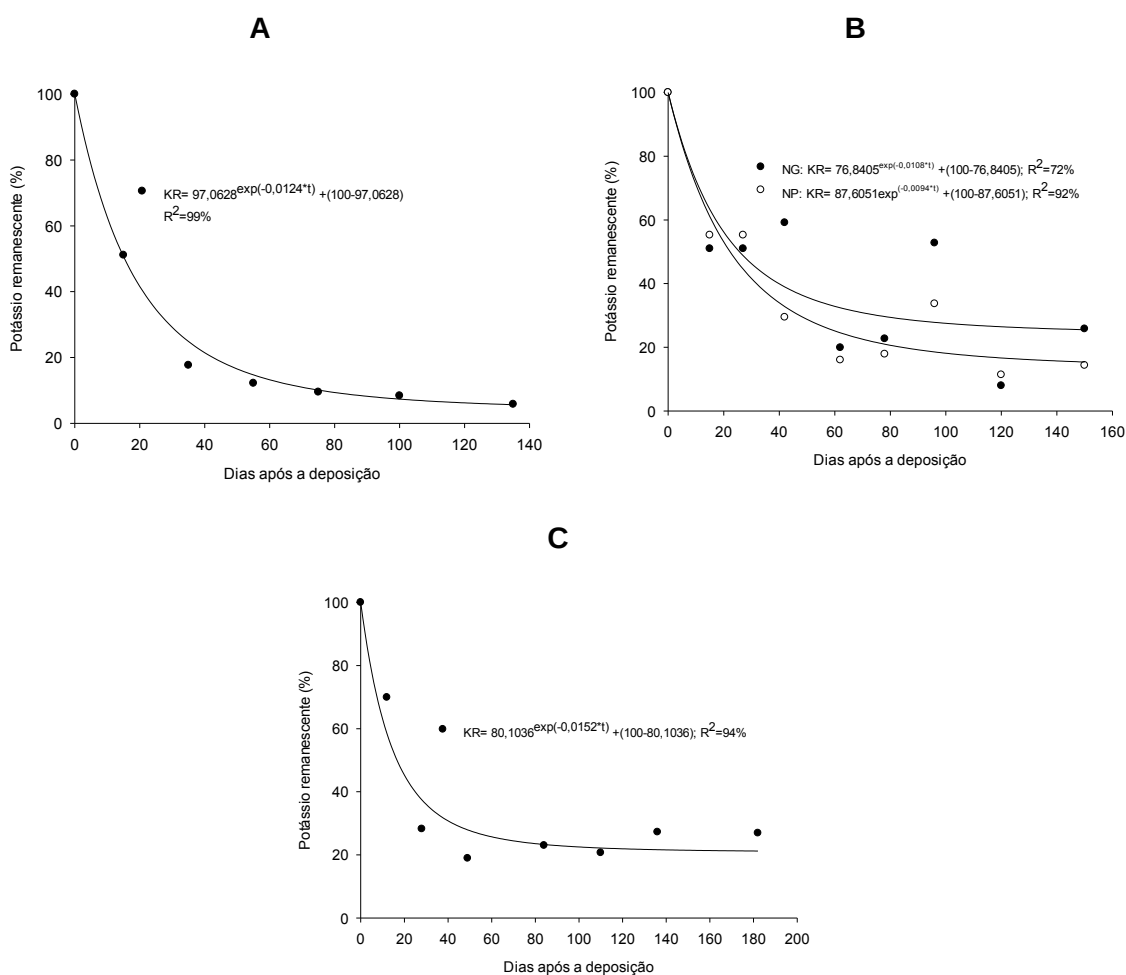 A
Potássio remanescente (%)
100
80
60
40
20
0
KR= 97,0628exp(-0,0124*t) +(100-97,0628)
R2=99%
0 20 40 60 80 100 120 140
Dias após a deposição
B
Potássio remanescente (%)
100
80
60
40
20
0
NG: KR= 76,8405exp(-0,0108*t) +(100-76,8405); R2=72%
NP: KR= 87,6051exp(-0,0094*t) +(100-87,6051); R2=92%
0 20 40 60 80 100 120 140 160
Dias após a deposição
C
Potássio remanescente (%)
100
80
60
40
20
0
KR= 80,1036exp(-0,0152*t) +(100-80,1036); R2=94%
0 20 40 60 80 100 120 140 160 180 200
Dias após a deposição